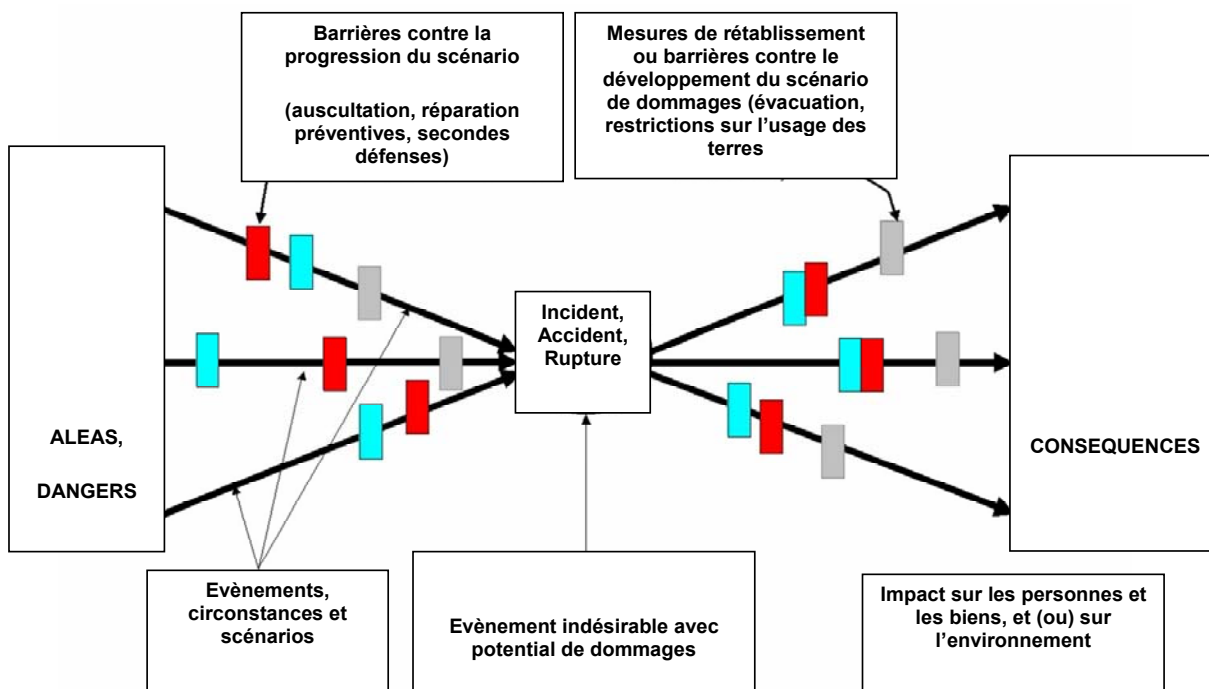 Barrières contre la
progression du scénario
(auscultation, réparation
préventives, secondes
défenses)
Mesures de rétablissement
ou barrières contre le
développement du scénario
de dommages (évacuation,
restrictions sur l’usage des
terres
ALEAS,
DANGERS
Incident,
Accident,
Rupture
CONSEQUENCES
Evènements,
circonstances et
scénarios
Evènement indésirable avec
potential de dommages
Impact sur les personnes et
les biens, et (ou) sur
l’environnement